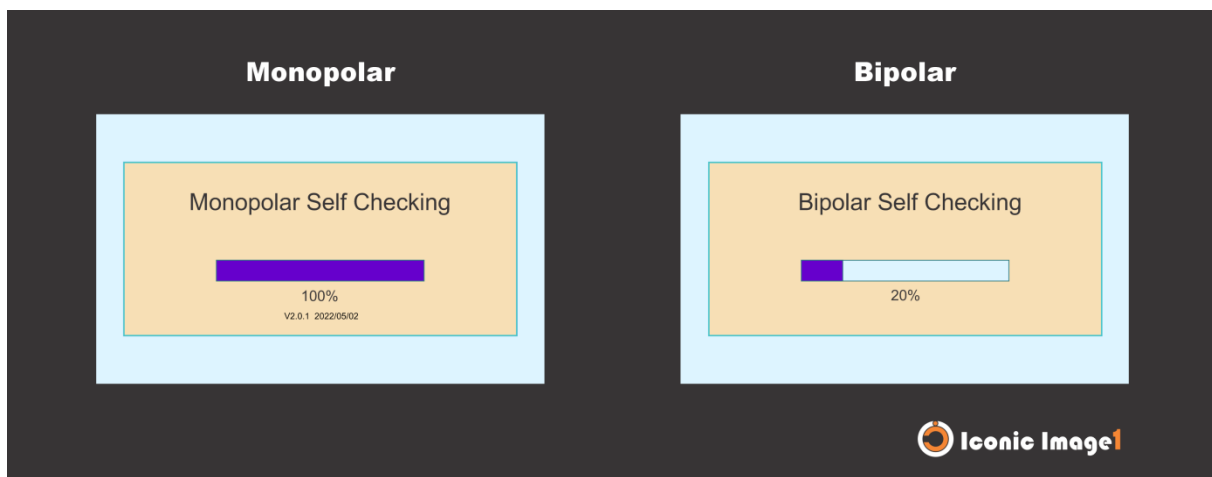 Monopolar
Monopolar Self Checking
100%
V2.0.1 2022/05/02
Bipolar
Bipolar Self Checking
20%
Iconic Image1